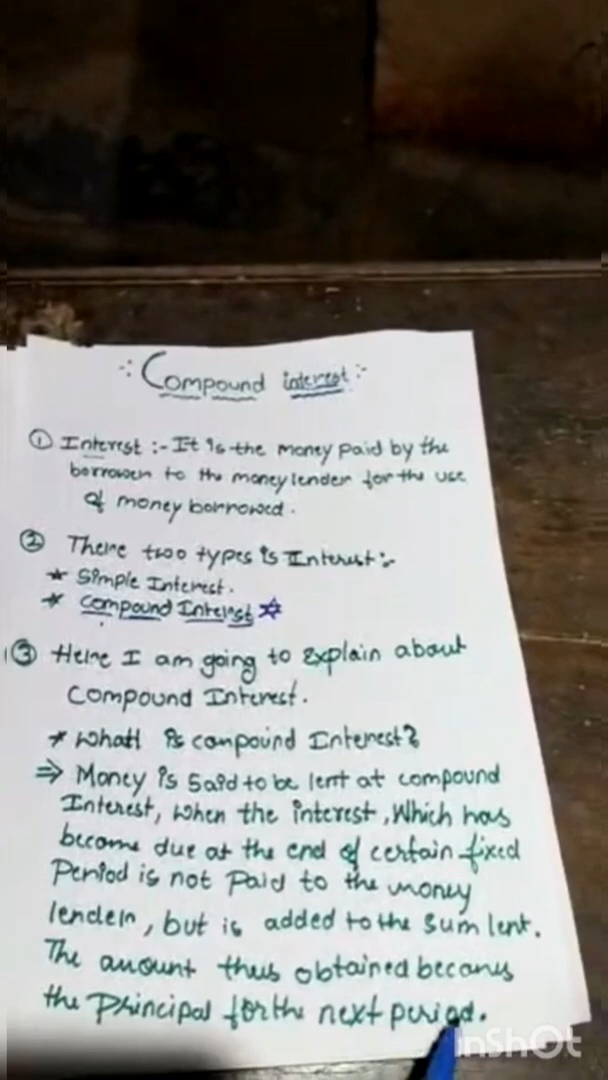 ∴ Compound interest :-
① Interest :- It is the money paid by the
borrower to the money lender for the use
of money borrowed.
② There two types is Interest :-
* Simple Interest.
* Compound Interst ☆
③ Here I am going to explain about
Compound Interest.
* Whatt is compound Interest?
⇒ Money is said to be lent at compound
Interest, when the interest, which has
become due at the end of certain fixed
Period is not Paid to the money
lender, but is added to the sum lent.
The amount thus obtained becomes
the Principal for the next period.
InShOt